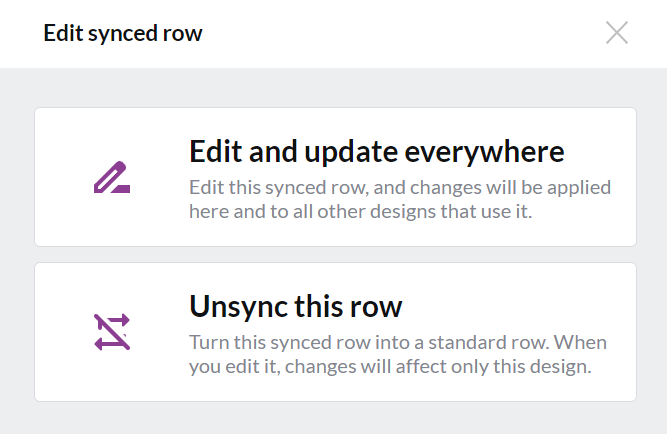 Edit synced row
Edit and update everywhere
Edit this synced row, and changes will be applied
here and to all other designs that use it.
Unsync this row
Turn this synced row into a standard row. When
you edit it, changes will affect only this design.